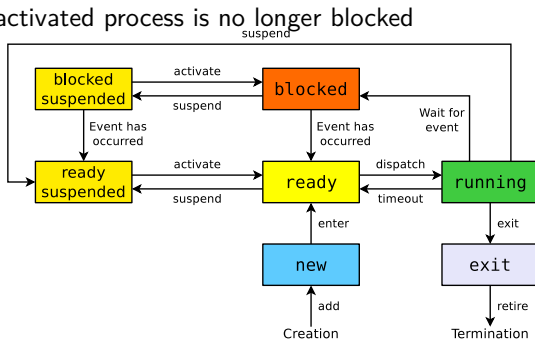 activated process is no longer blocked
suspend
blocked
suspended
activate
suspend
blocked
Event has
occurred
Event has
occurred
Wait for
event
ready
suspended
activate
suspend
ready
dispatch
timeout
running
enter
exit
new
exit
add
retire
Creation
Termination